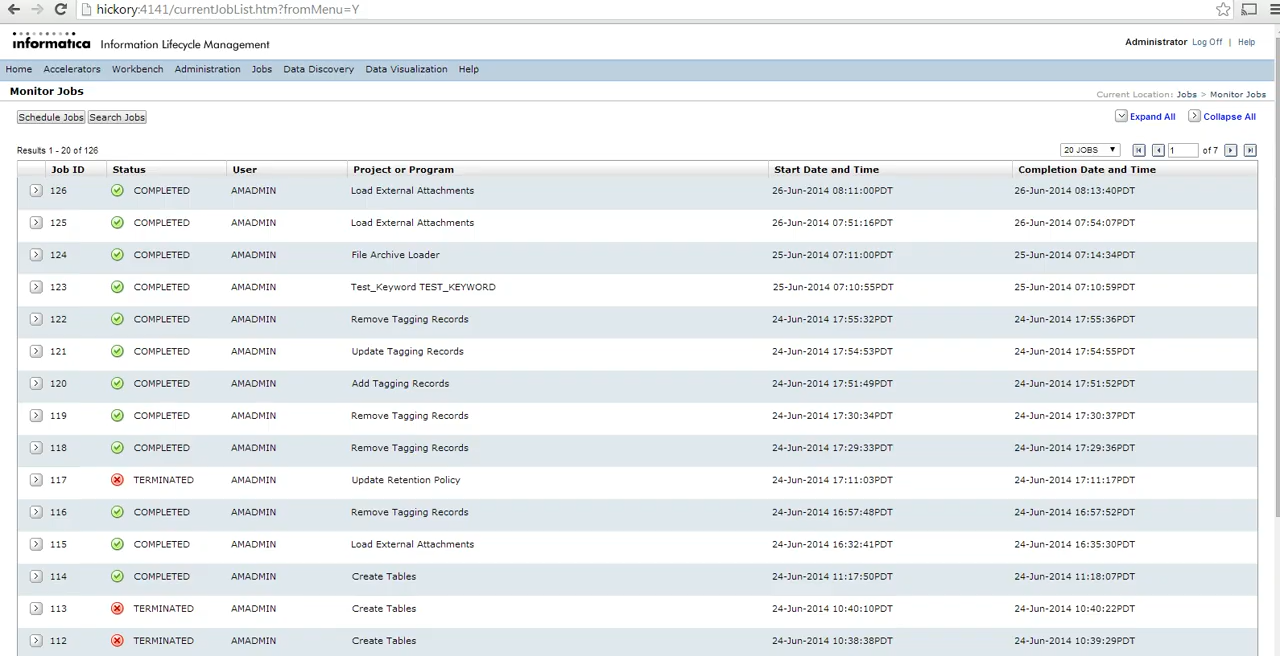 hickory:4141/currentJobList.htm?fromMenu=Y
informatica Information Lifecycle Management
Administrator Log Off | Help
Home Accelerators Workbench Administration Jobs Data Discovery Data Visualization Help
Monitor Jobs
Current Location: Jobs > Monitor Jobs
Schedule Jobs Search Jobs
Expand All Collapse All
Results 1 - 20 of 126
20 JOBS 1 of 7
Job ID Status User Project or Program Start Date and Time Completion Date and Time
126 COMPLETED AMADMIN Load External Attachments 26-Jun-2014 08:11:00PDT 26-Jun-2014 08:13:40PDT
125 COMPLETED AMADMIN Load External Attachments 26-Jun-2014 07:51:16PDT 26-Jun-2014 07:54:07PDT
124 COMPLETED AMADMIN File Archive Loader 25-Jun-2014 07:11:00PDT 25-Jun-2014 07:14:34PDT
123 COMPLETED AMADMIN Test_Keyword TEST_KEYWORD 25-Jun-2014 07:10:55PDT 25-Jun-2014 07:10:59PDT
122 COMPLETED AMADMIN Remove Tagging Records 24-Jun-2014 17:55:32PDT 24-Jun-2014 17:55:36PDT
121 COMPLETED AMADMIN Update Tagging Records 24-Jun-2014 17:54:53PDT 24-Jun-2014 17:54:55PDT
120 COMPLETED AMADMIN Add Tagging Records 24-Jun-2014 17:51:49PDT 24-Jun-2014 17:51:52PDT
119 COMPLETED AMADMIN Remove Tagging Records 24-Jun-2014 17:30:34PDT 24-Jun-2014 17:30:37PDT
118 COMPLETED AMADMIN Remove Tagging Records 24-Jun-2014 17:29:33PDT 24-Jun-2014 17:29:36PDT
117 TERMINATED AMADMIN Update Retention Policy 24-Jun-2014 17:11:03PDT 24-Jun-2014 17:11:17PDT
116 COMPLETED AMADMIN Remove Tagging Records 24-Jun-2014 16:57:48PDT 24-Jun-2014 16:57:52PDT
115 COMPLETED AMADMIN Load External Attachments 24-Jun-2014 16:32:41PDT 24-Jun-2014 16:35:30PDT
114 COMPLETED AMADMIN Create Tables 24-Jun-2014 11:17:50PDT 24-Jun-2014 11:18:07PDT
113 TERMINATED AMADMIN Create Tables 24-Jun-2014 10:40:10PDT 24-Jun-2014 10:40:22PDT
112 TERMINATED AMADMIN Create Tables 24-Jun-2014 10:38:38PDT 24-Jun-2014 10:39:29PDT